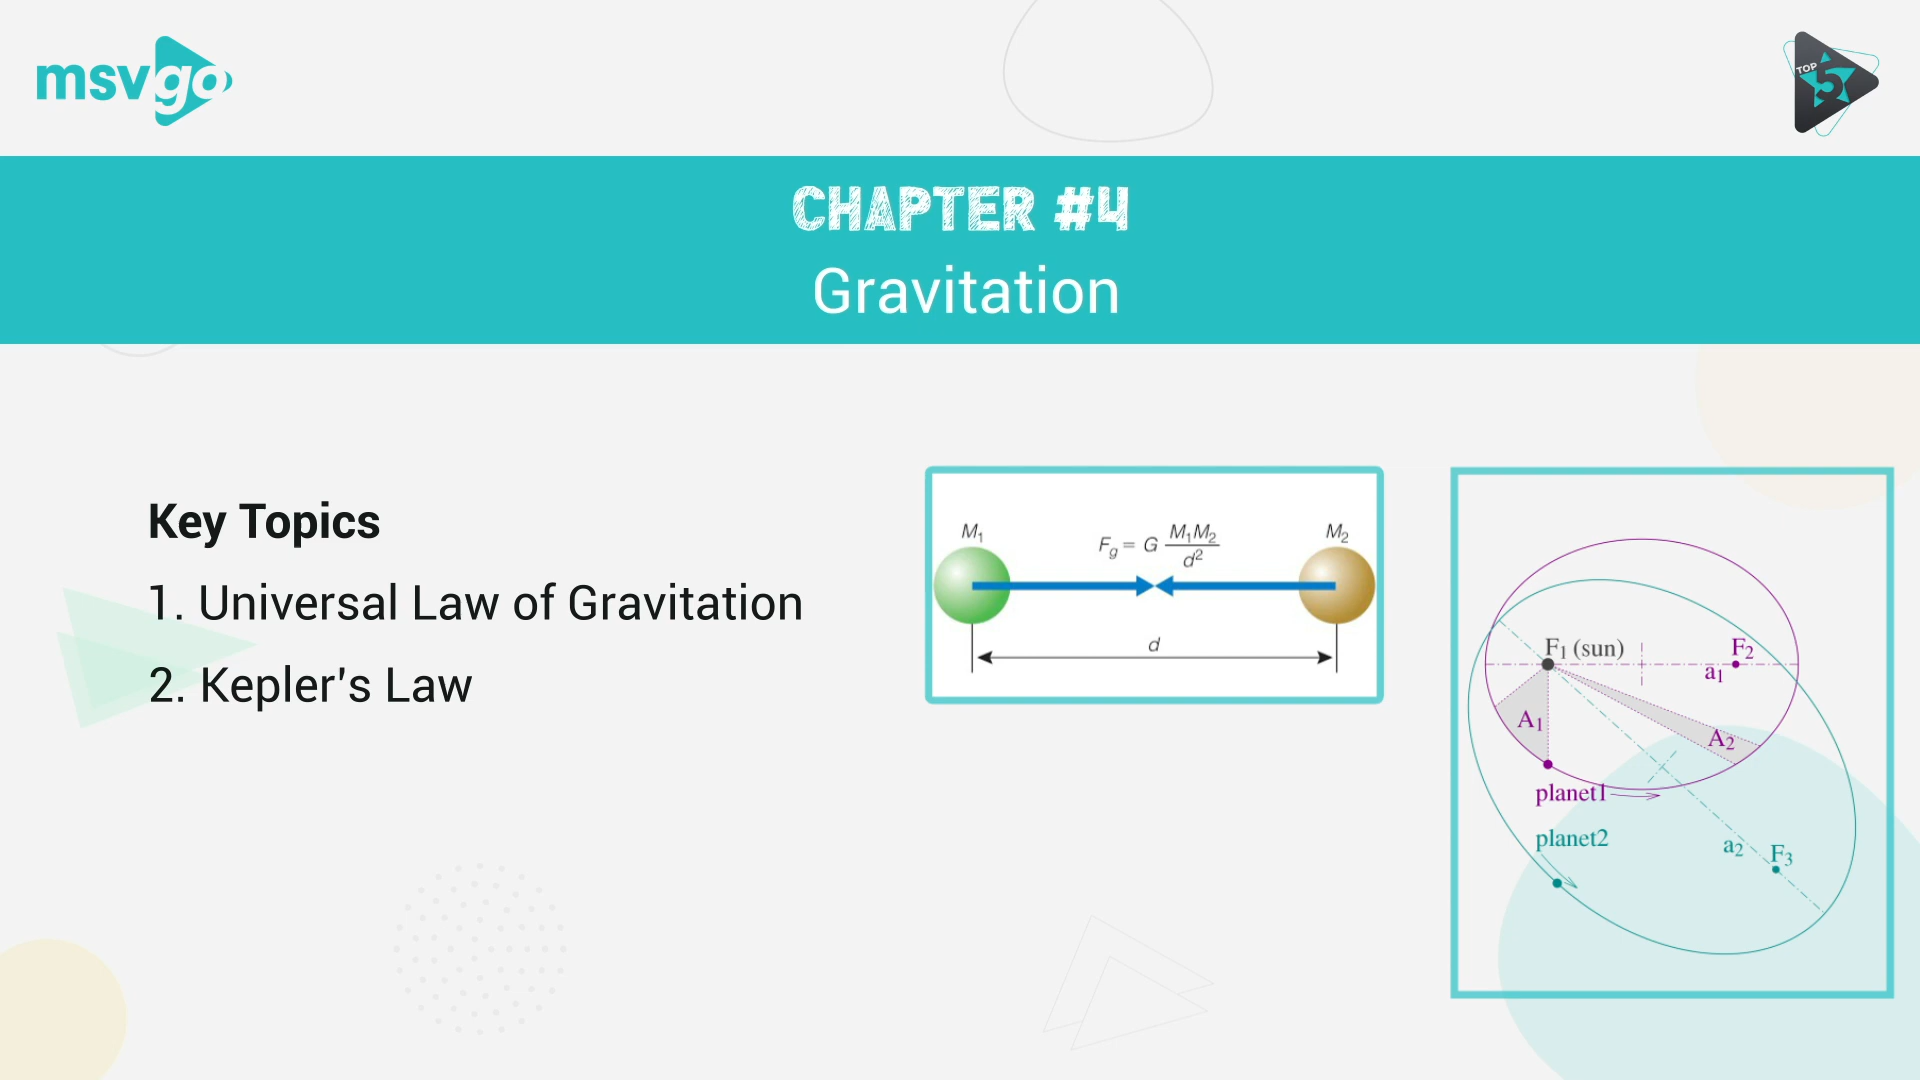 msvgo
TOP 5
CHAPTER #4
Gravitation
Key Topics
1. Universal Law of Gravitation
2. Kepler's Law
M₁
F_g = G M₁M₂ / d²
M₂
d
F₁ (sun)
F₂
a₁
A₁
A₂
planet1
planet2
a₂
F₃